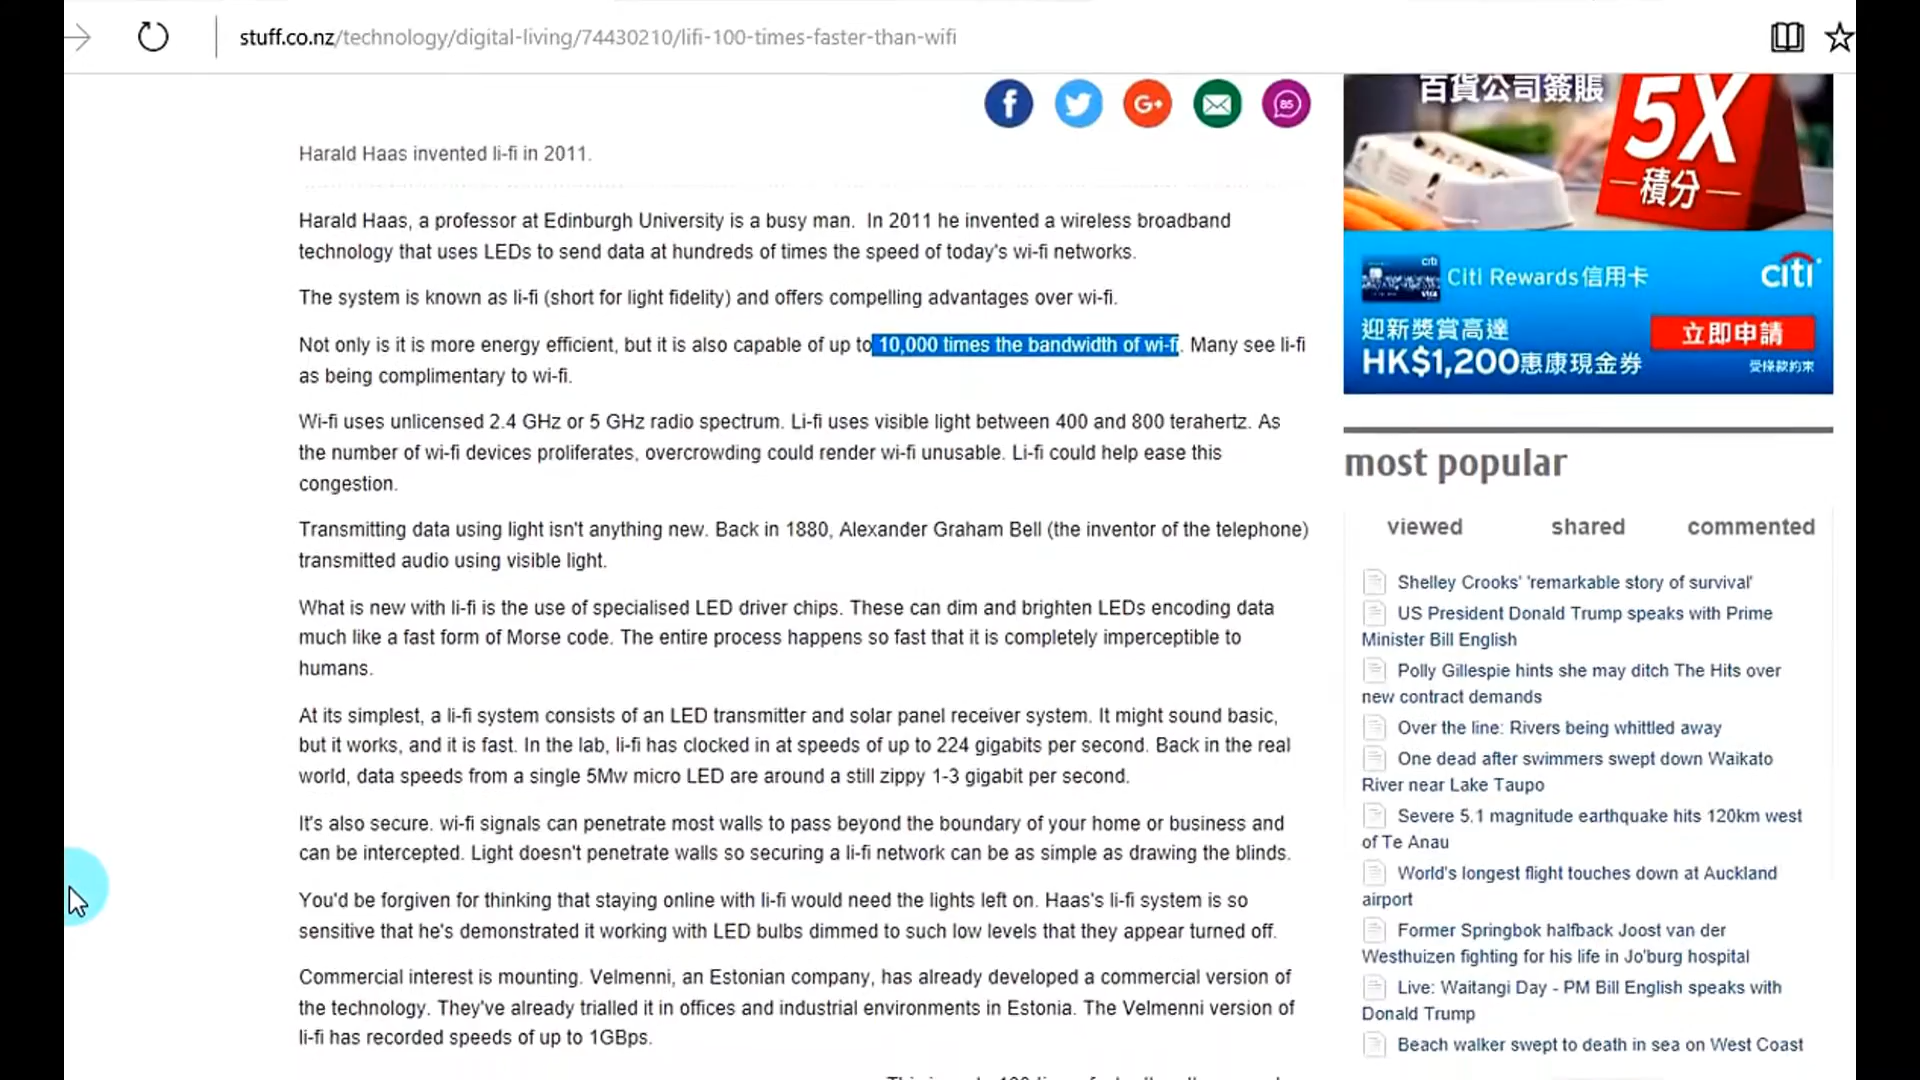 stuff.co.nz/technology/digital-living/74430210/lifi-100-times-faster-than-wifi
f
G+
85
Harald Haas invented li-fi in 2011.
Harald Haas, a professor at Edinburgh University is a busy man. In 2011 he invented a wireless broadband
technology that uses LEDs to send data at hundreds of times the speed of today's wi-fi networks.
The system is known as li-fi (short for light fidelity) and offers compelling advantages over wi-fi.
Not only is it is more energy efficient, but it is also capable of up to 10,000 times the bandwidth of wi-fi. Many see li-fi
as being complimentary to wi-fi.
Wi-fi uses unlicensed 2.4 GHz or 5 GHz radio spectrum. Li-fi uses visible light between 400 and 800 terahertz. As
the number of wi-fi devices proliferates, overcrowding could render wi-fi unusable. Li-fi could help ease this
congestion.
Transmitting data using light isn't anything new. Back in 1880, Alexander Graham Bell (the inventor of the telephone)
transmitted audio using visible light.
What is new with li-fi is the use of specialised LED driver chips. These can dim and brighten LEDs encoding data
much like a fast form of Morse code. The entire process happens so fast that it is completely imperceptible to
humans.
At its simplest, a li-fi system consists of an LED transmitter and solar panel receiver system. It might sound basic,
but it works, and it is fast. In the lab, li-fi has clocked in at speeds of up to 224 gigabits per second. Back in the real
world, data speeds from a single 5Mw micro LED are around a still zippy 1-3 gigabit per second.
It's also secure. wi-fi signals can penetrate most walls to pass beyond the boundary of your home or business and
can be intercepted. Light doesn't penetrate walls so securing a li-fi network can be as simple as drawing the blinds.
You'd be forgiven for thinking that staying online with li-fi would need the lights left on. Haas's li-fi system is so
sensitive that he's demonstrated it working with LED bulbs dimmed to such low levels that they appear turned off.
Commercial interest is mounting. Velmenni, an Estonian company, has already developed a commercial version of
the technology. They've already trialled it in offices and industrial environments in Estonia. The Velmenni version of
li-fi has recorded speeds of up to 1GBps.
百貨公司簽賬
5X
積分
citi
Citi Rewards信用卡
citi
迎新獎賞高達
HK$1,200惠康現金券
立即申請
受條款約束
most popular
viewed shared commented
Shelley Crooks' 'remarkable story of survival'
US President Donald Trump speaks with Prime
Minister Bill English
Polly Gillespie hints she may ditch The Hits over
new contract demands
Over the line: Rivers being whittled away
One dead after swimmers swept down Waikato
River near Lake Taupo
Severe 5.1 magnitude earthquake hits 120km west
of Te Anau
World's longest flight touches down at Auckland
airport
Former Springbok halfback Joost van der
Westhuizen fighting for his life in Jo'burg hospital
Live: Waitangi Day - PM Bill English speaks with
Donald Trump
Beach walker swept to death in sea on West Coast